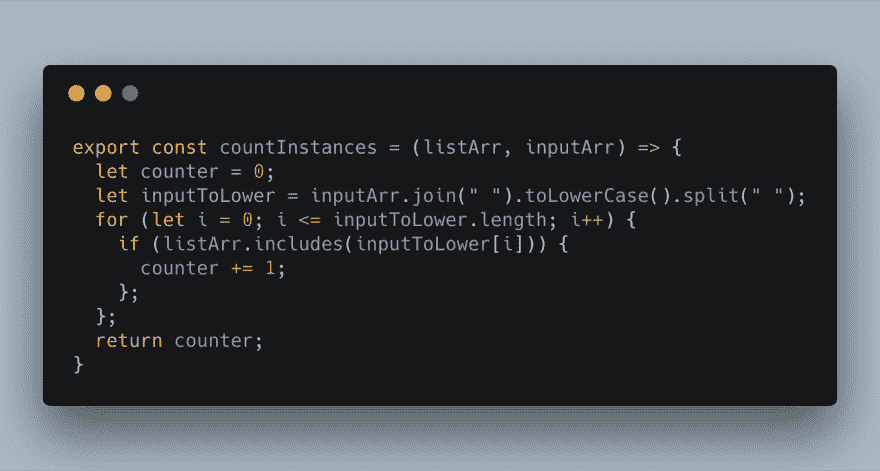 export const countInstances = (listArr, inputArr) => {
  let counter = 0;
  let inputToLower = inputArr.join(" ").toLowerCase().split(" ");
  for (let i = 0; i <= inputToLower.length; i++) {
    if (listArr.includes(inputToLower[i])) {
      counter += 1;
    };
  };
  return counter;
}